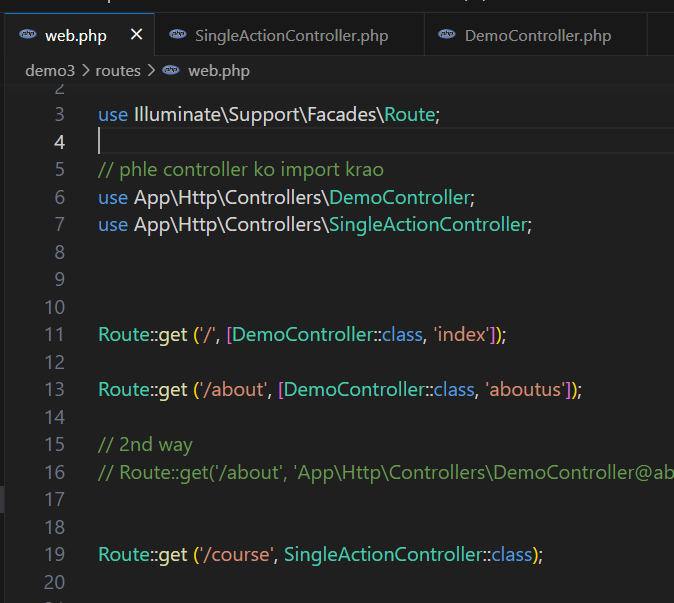 web.php
SingleActionController.php
DemoController.php
demo3 > routes > web.php
2
3 use Illuminate\Support\Facades\Route;
4
5 // phle controller ko import krao
6 use App\Http\Controllers\DemoController;
7 use App\Http\Controllers\SingleActionController;
8
9
10
11 Route::get ('/', [DemoController::class, 'index']);
12
13 Route::get ('/about', [DemoController::class, 'aboutus']);
14
15 // 2nd way
16 // Route::get('/about', 'App\Http\Controllers\DemoController@ab
17
18
19 Route::get ('/course', SingleActionController::class);
20